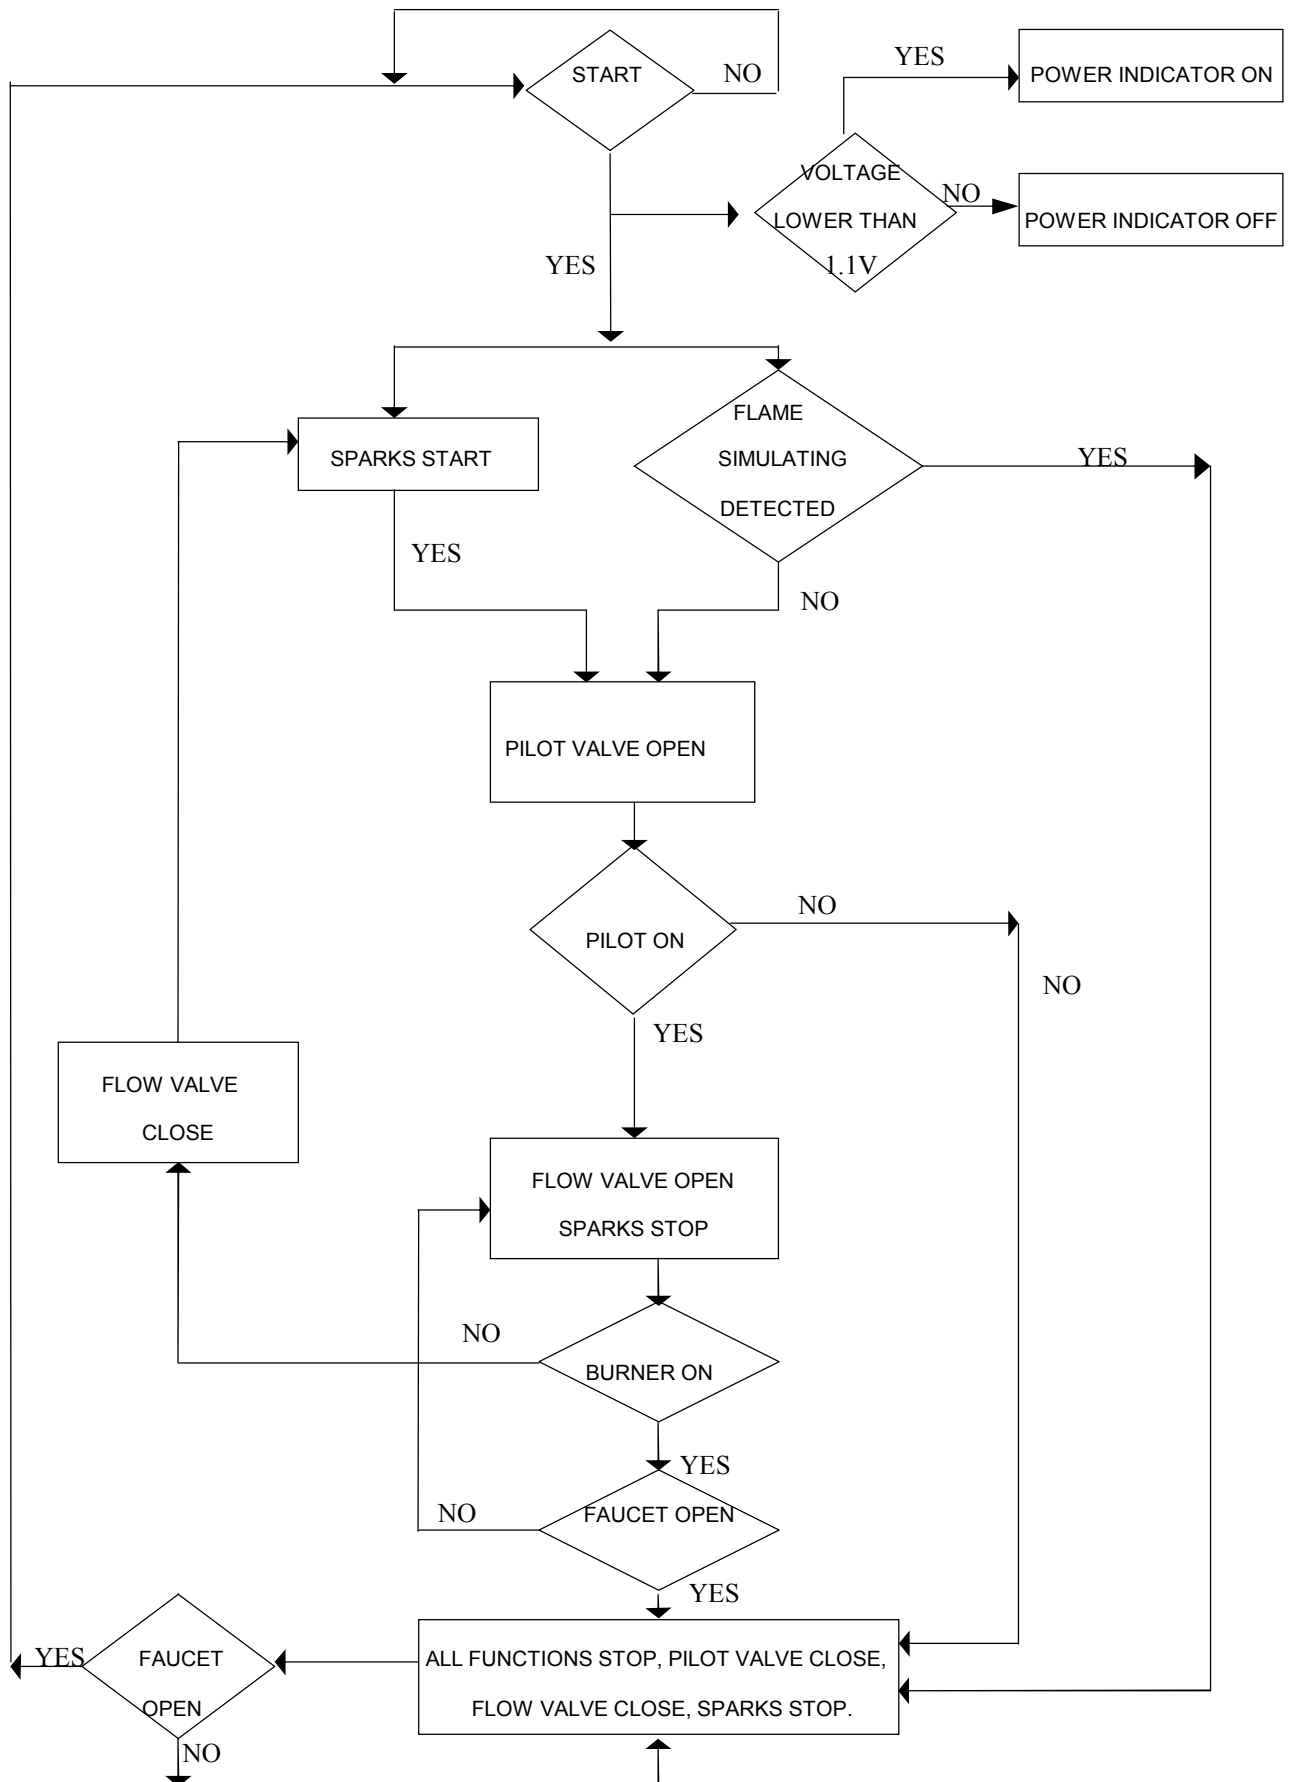 START
NO
YES
POWER INDICATOR ON
VOLTAGE
LOWER THAN
1.1V
NO
POWER INDICATOR OFF
YES
SPARKS START
FLAME
SIMULATING
DETECTED
YES
YES
NO
PILOT VALVE OPEN
PILOT ON
NO
NO
YES
FLOW VALVE
CLOSE
FLOW VALVE OPEN
SPARKS STOP
NO
BURNER ON
YES
NO
FAUCET OPEN
YES
YES
FAUCET
OPEN
ALL FUNCTIONS STOP, PILOT VALVE CLOSE,
FLOW VALVE CLOSE, SPARKS STOP.
NO